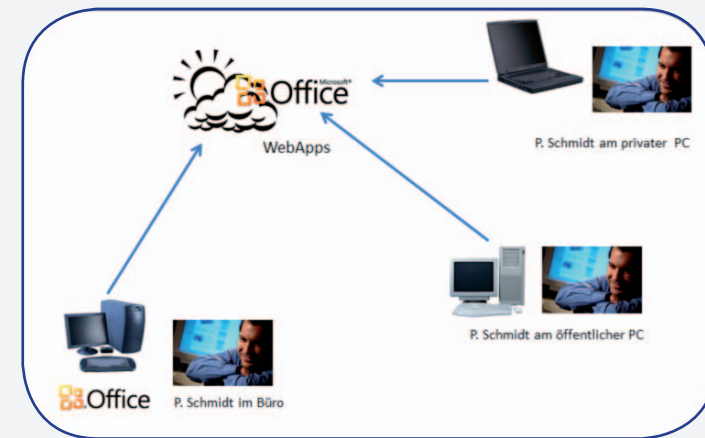 Microsoft®
Office
WebApps
P. Schmidt am privater PC
P. Schmidt am öffentlicher PC
Office
P. Schmidt im Büro